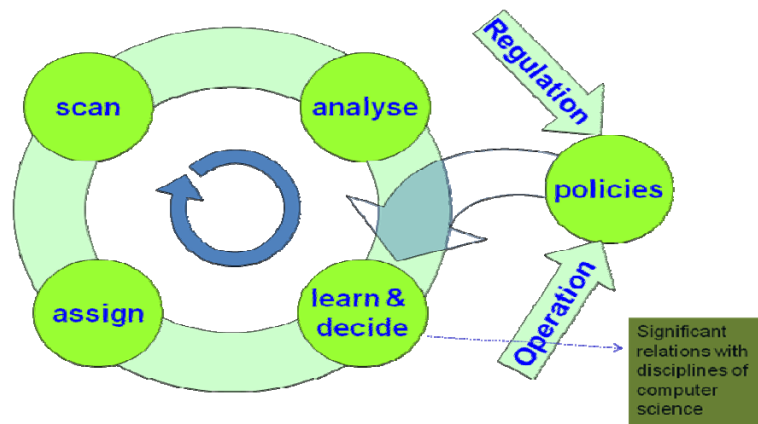 scan
analyse
Regulation
policies
assign
learn &
decide
Operation
Significant
relations with
disciplines of
computer
science